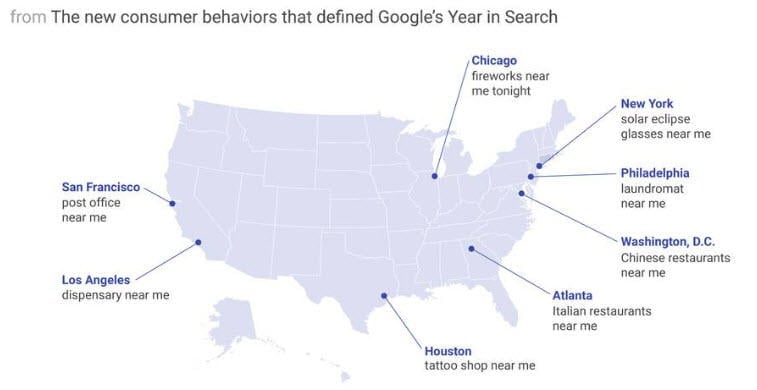 from The new consumer behaviors that defined Google's Year in Search
Chicago
fireworks near
me tonight
New York
solar eclipse
glasses near me
San Francisco
post office
near me
Philadelphia
laundromat
near me
Washington, D.C.
Chinese restaurants
near me
Los Angeles
dispensary near me
Atlanta
Italian restaurants
near me
Houston
tattoo shop near me